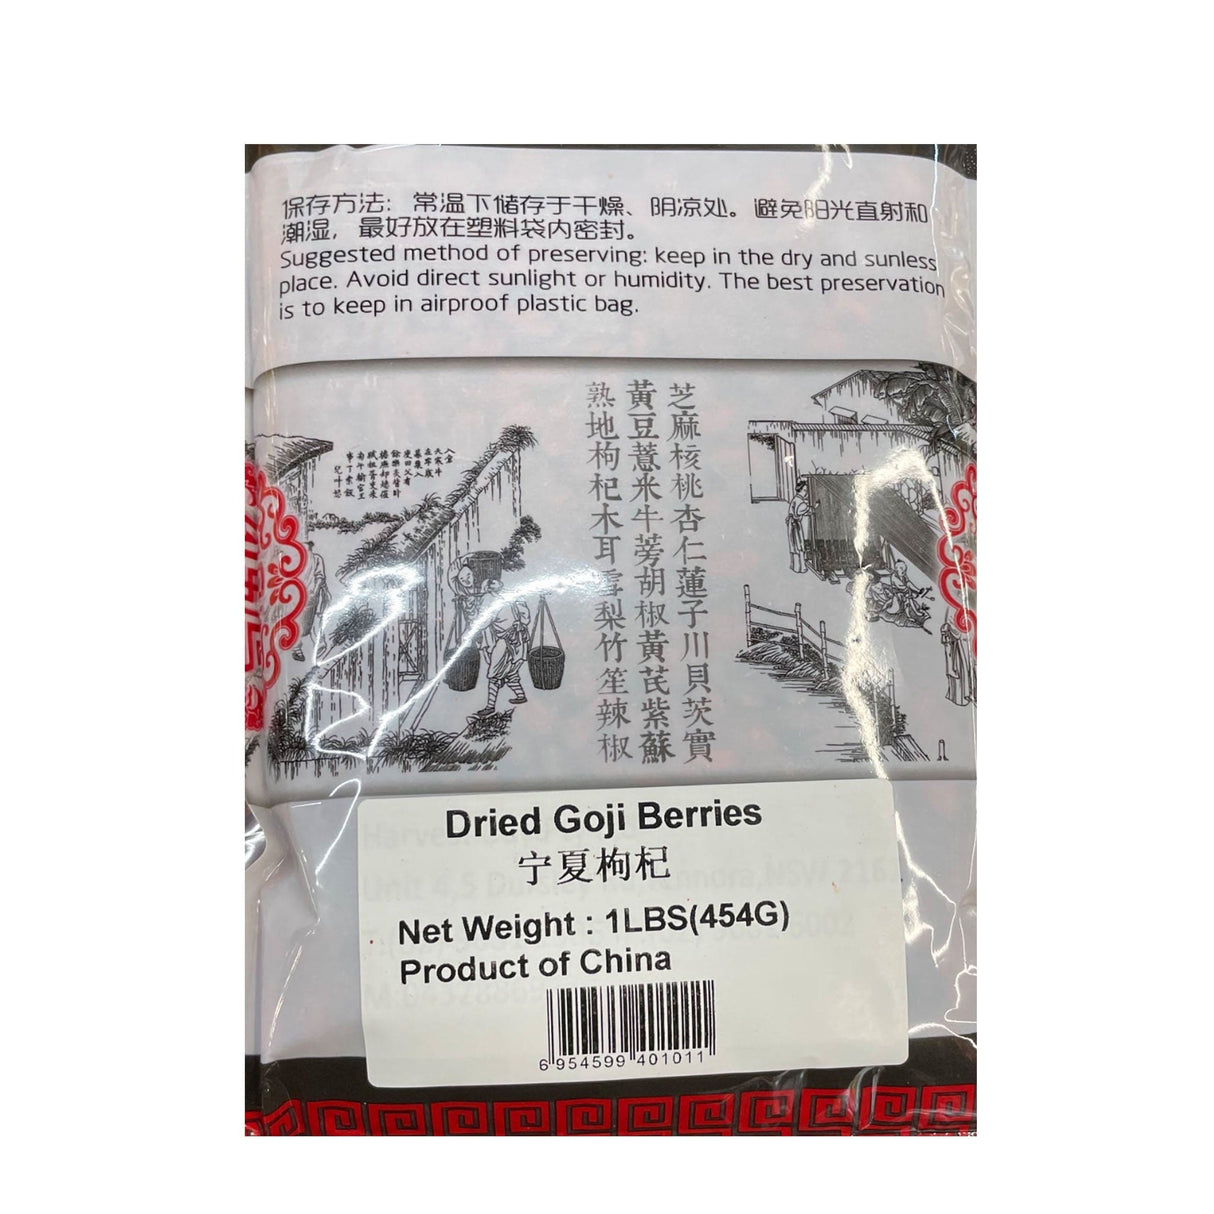 保存方法：常温下储存于干燥、阴凉处。避免阳光直射和
潮湿，最好放在塑料袋内密封。
Suggested method of preserving: keep in the dry and sunless
place. Avoid direct sunlight or humidity. The best preservation
is to keep in airproof plastic bag.
芝麻核桃杏仁蓮子川貝茨實
黃豆薏米牛蒡胡椒黃芪紫蘇
熟地枸杞木耳雪梨竹笙辣椒
Dried Goji Berries
宁夏枸杞
Net Weight : 1LBS(454G)
Product of China
6 954599 401011